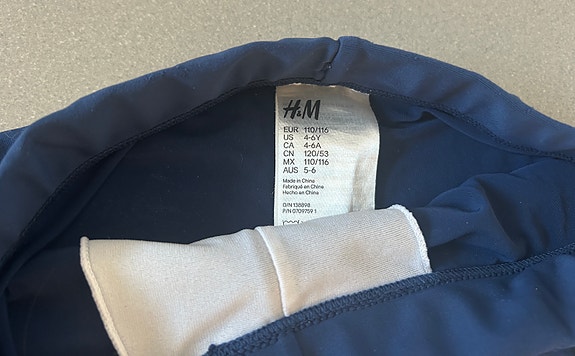 H&M
EUR 110/116
US 4-6Y
CA 4-6A
CN 120/53
MX 110/116
AUS 5-6
Made in China
Fabriqué en Chine
Hecho en China
D/N 138898
P/N 0709759 1